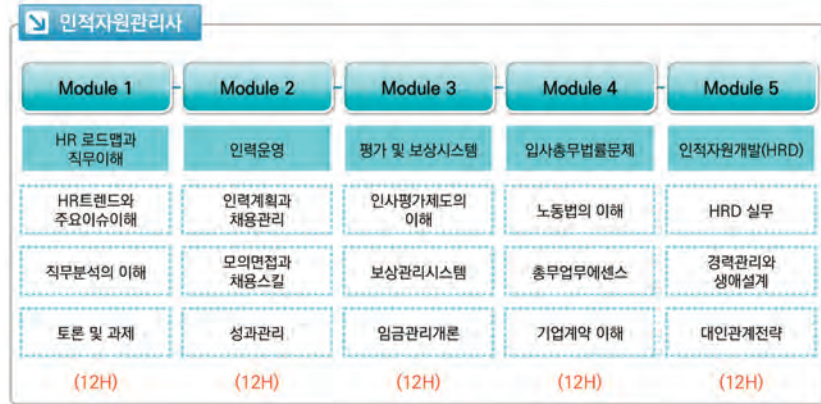 인적자원관리사
Module 1
Module 2
Module 3
Module 4
Module 5
HR 로드맵과
직무이해
인력운영
평가 및 보상시스템
입사총무법률문제
인적자원개발(HRD)
HR트렌드와
주요이슈이해
인력계획과
채용관리
인사평가제도의
이해
노동법의 이해
HRD 실무
직무분석의 이해
모의면접과
채용스킬
보상관리시스템
총무업무에센스
경력관리와
생애설계
토론 및 과제
성과관리
임금관리개론
기업계약 이해
대인관계전략
(12H)
(12H)
(12H)
(12H)
(12H)